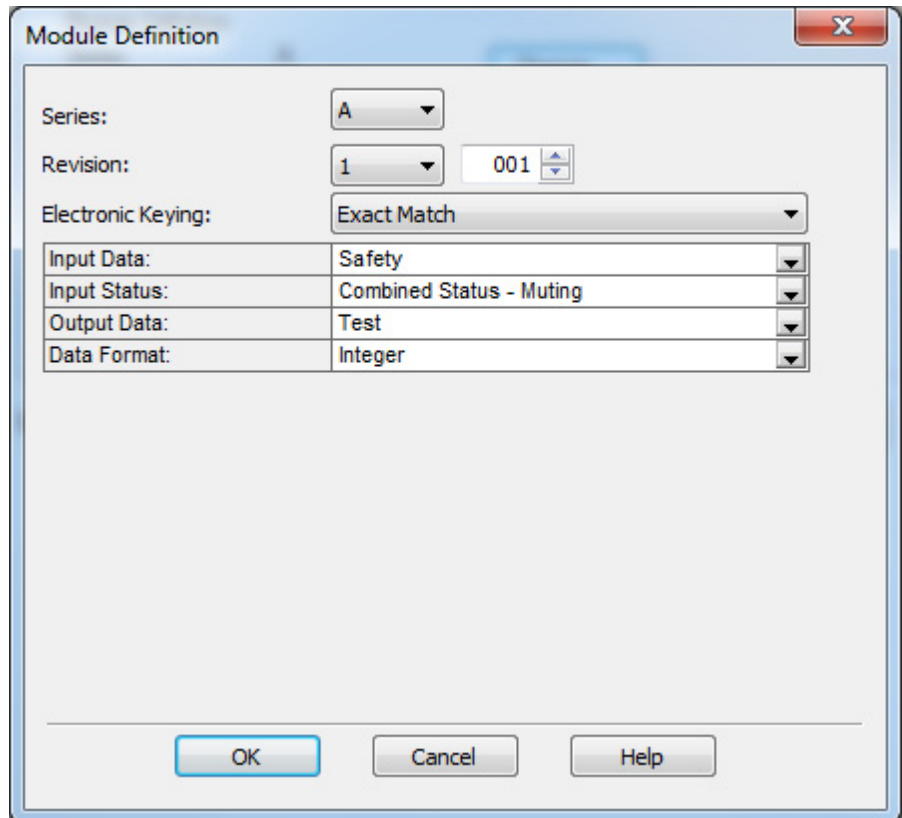 Module Definition
Series: A
Revision: 1 001
Electronic Keying: Exact Match
Input Data: Safety
Input Status: Combined Status - Muting
Output Data: Test
Data Format: Integer
OK Cancel Help